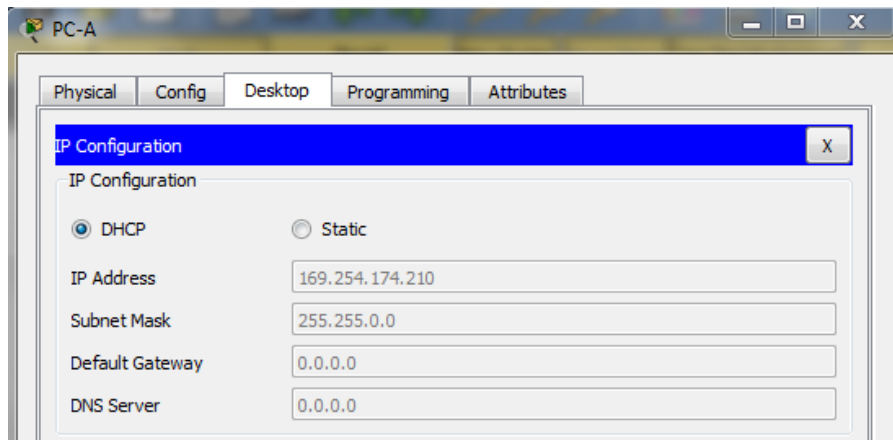 PC-A
X
Physical Config Desktop Programming Attributes
IP Configuration X
IP Configuration
DHCP Static
IP Address 169.254.174.210
Subnet Mask 255.255.0.0
Default Gateway 0.0.0.0
DNS Server 0.0.0.0